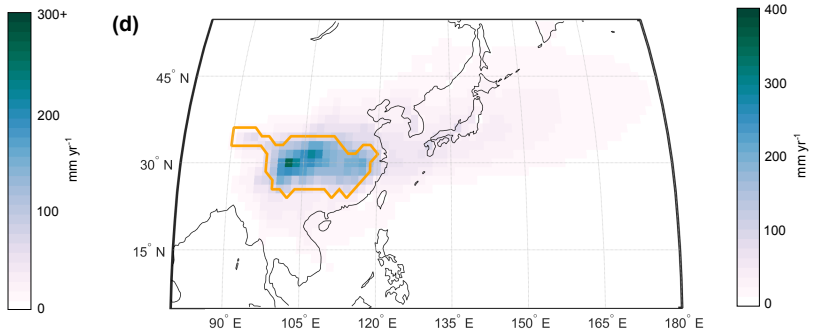 300+
200
100
0
mm yr⁻¹
(d)
45° N
30° N
15° N
90° E
105° E
120° E
135° E
150° E
165° E
180° E
400
300
200
100
0
mm yr⁻¹